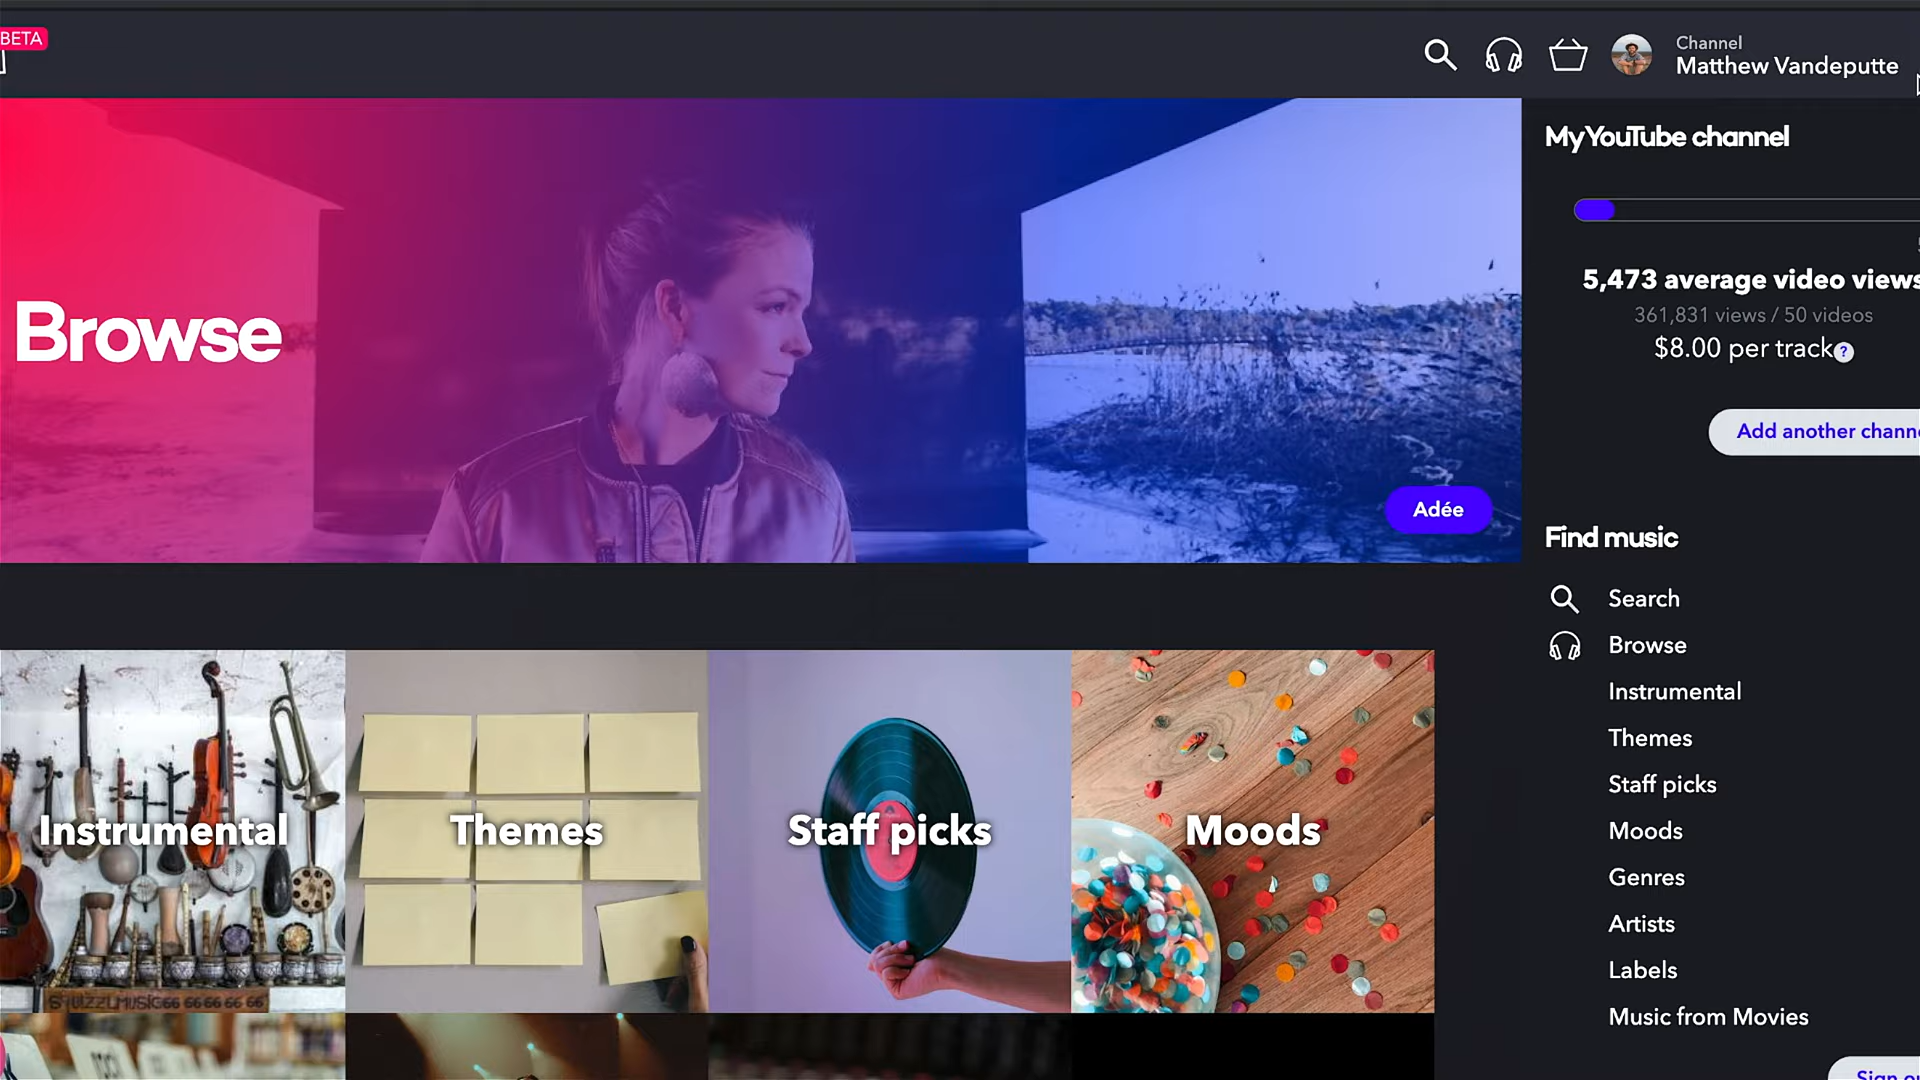 BETA
Channel
Matthew Vandeputte
My YouTube channel
5,473 average video views
361,831 views / 50 videos
$8.00 per track
?
Add another chann
Browse
Adée
Find music
Search
Browse
Instrumental
Themes
Staff picks
Moods
Genres
Artists
Labels
Music from Movies
Instrumental
Themes
Staff picks
Moods